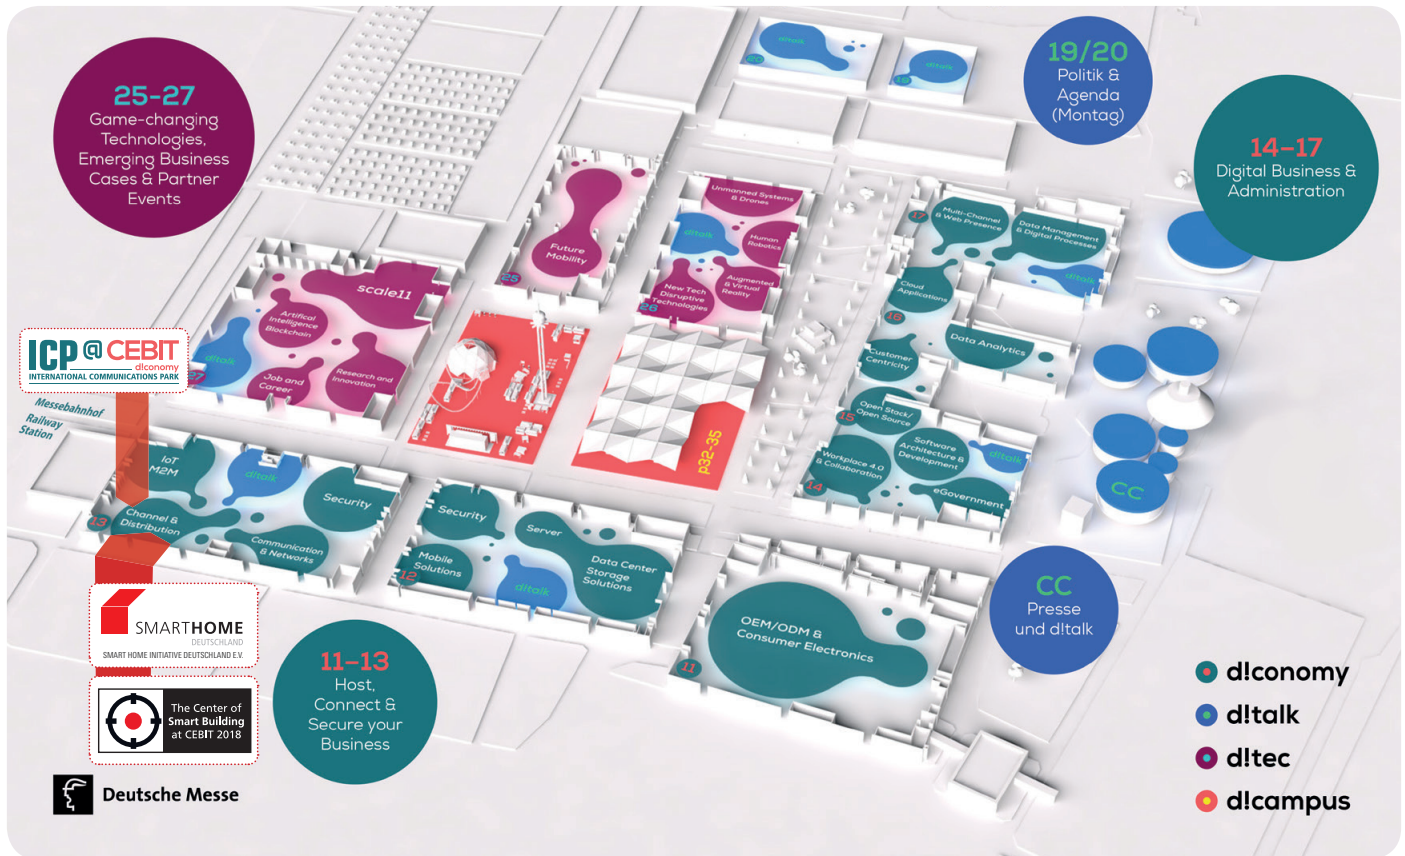 25–27
Game-changing
Technologies,
Emerging Business
Cases & Partner
Events
d!talk
20
d!talk
19
19/20
Politik &
Agenda
(Montag)
14–17
Digital Business &
Administration
Future
Mobility
25
Unmanned Systems
& Drones
d!talk
Human
Robotics
New Tech
Disruptive
Technologies
Augmented
& Virtual
Reality
26
17
Multi-Channel
& Web Presence
Data Management
& Digital Processes
d!talk
Cloud
Applications
16
Data Analytics
Customer
Centricity
15
Open Stack/
Open Source
Software
Architecture &
Development
d!talk
Workplace 4.0
& Collaboration
eGovernment
14
scale11
Artifical
Intelligence
Blockchain
d!talk
27
Job and
Career
Research and
Innovation
ICP @ CEBIT
d!conomy
INTERNATIONAL COMMUNICATIONS PARK
Messebahnhof
Railway
Station
p32-35
IoT
M2M
d!talk
Security
13
Channel &
Distribution
Communication
& Networks
Security
Server
Mobile
Solutions
12
d!talk
Data Center
Storage
Solutions
OEM/ODM &
Consumer Electronics
11
CC
CC
Presse
und d!talk
SMARTHOME
DEUTSCHLAND
SMART HOME INITIATIVE DEUTSCHLAND E.V.
The Center of
Smart Building
at CEBIT 2018
11–13
Host,
Connect &
Secure your
Business
Deutsche Messe
d!conomy
d!talk
d!tec
d!campus